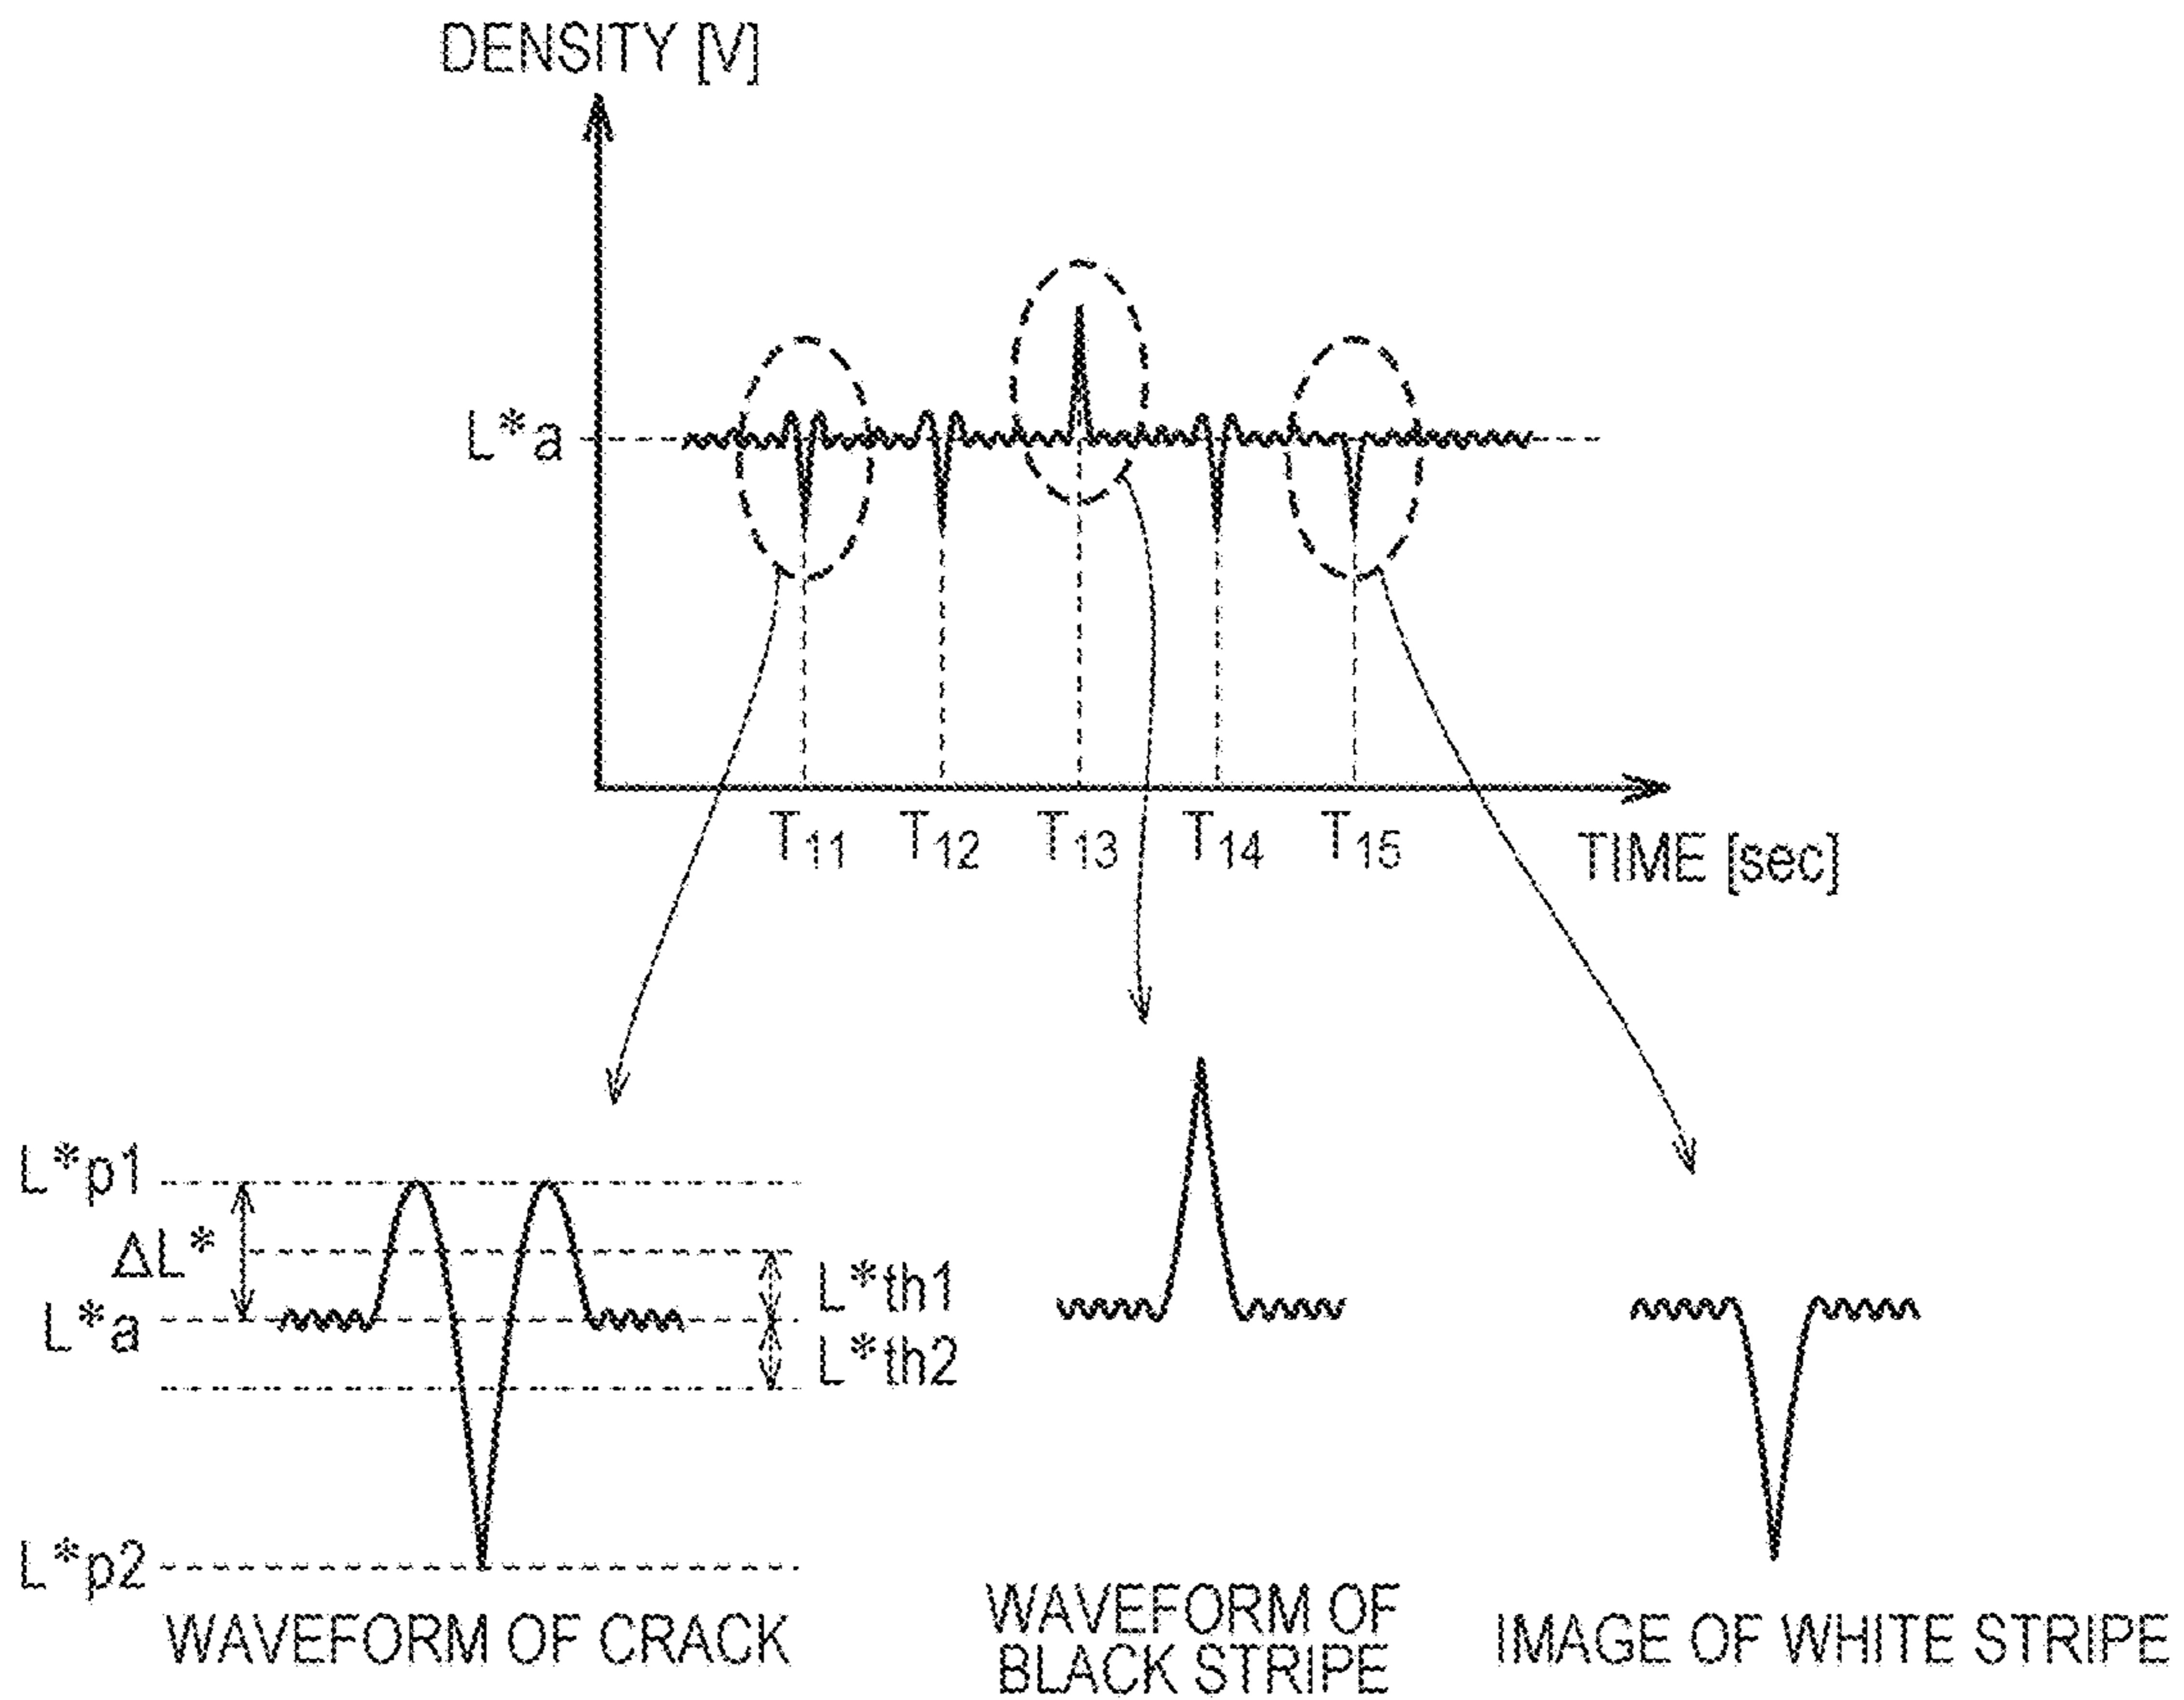 DENSITY [V]
L*a
T11 T12 T13 T14 T15
TIME [sec]
L*p1
ΔL*
L*a
L*th1
L*th2
L*p2
WAVEFORM OF CRACK
WAVEFORM OF
BLACK STRIPE
IMAGE OF WHITE STRIPE